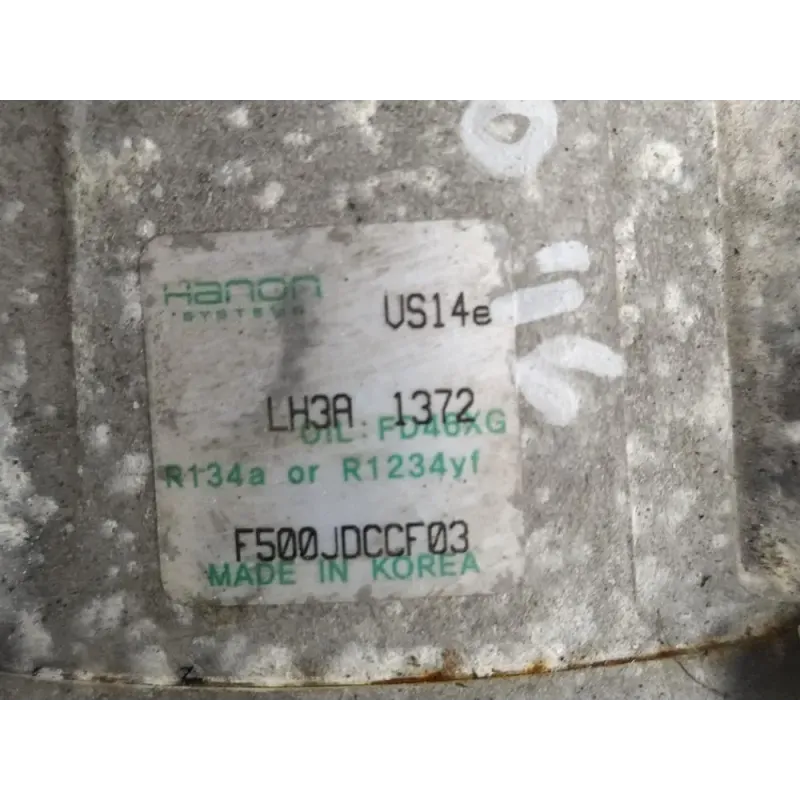 Hanon
SYSTEMS
VS14e
LH3A 1372
OIL : FD46XG
R134a or R1234yf
F500JDCCF03
MADE IN KOREA